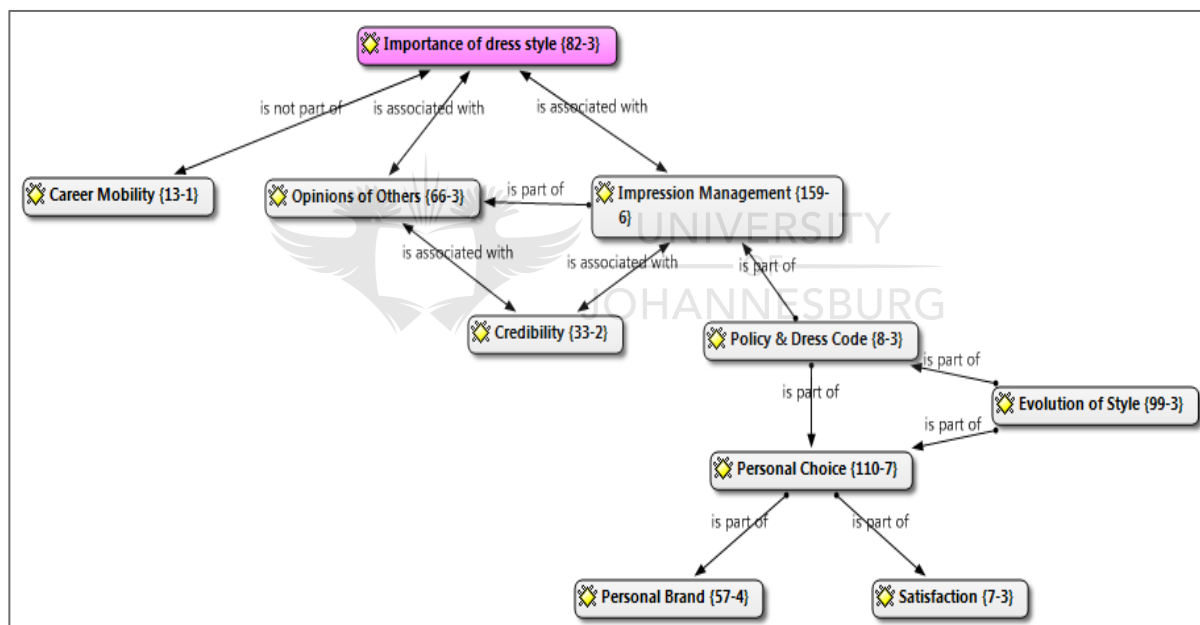 Importance of dress style {82-3}
is not part of
is associated with
is associated with
Career Mobility {13-1}
Opinions of Others {66-3}
is part of
Impression Management {159-
6}
UNIVERSITY
OF
JOHANNESBURG
is associated with
is associated with
is part of
Credibility {33-2}
Policy & Dress Code {8-3}
is part of
is part of
Evolution of Style {99-3}
is part of
Personal Choice {110-7}
is part of
is part of
Personal Brand {57-4}
Satisfaction {7-3}